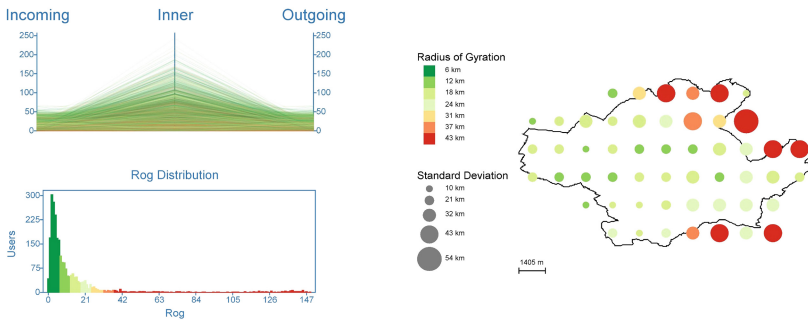 Incoming Inner Outgoing
250 250
200 200
150 150
100 100
50 50
0 0
Rog Distribution
300
225
150
75
0
Users
0 21 42 63 84 105 126 147
Rog
Radius of Gyration
6 km
12 km
18 km
24 km
31 km
37 km
43 km
Standard Deviation
10 km
21 km
32 km
43 km
54 km
1405 m